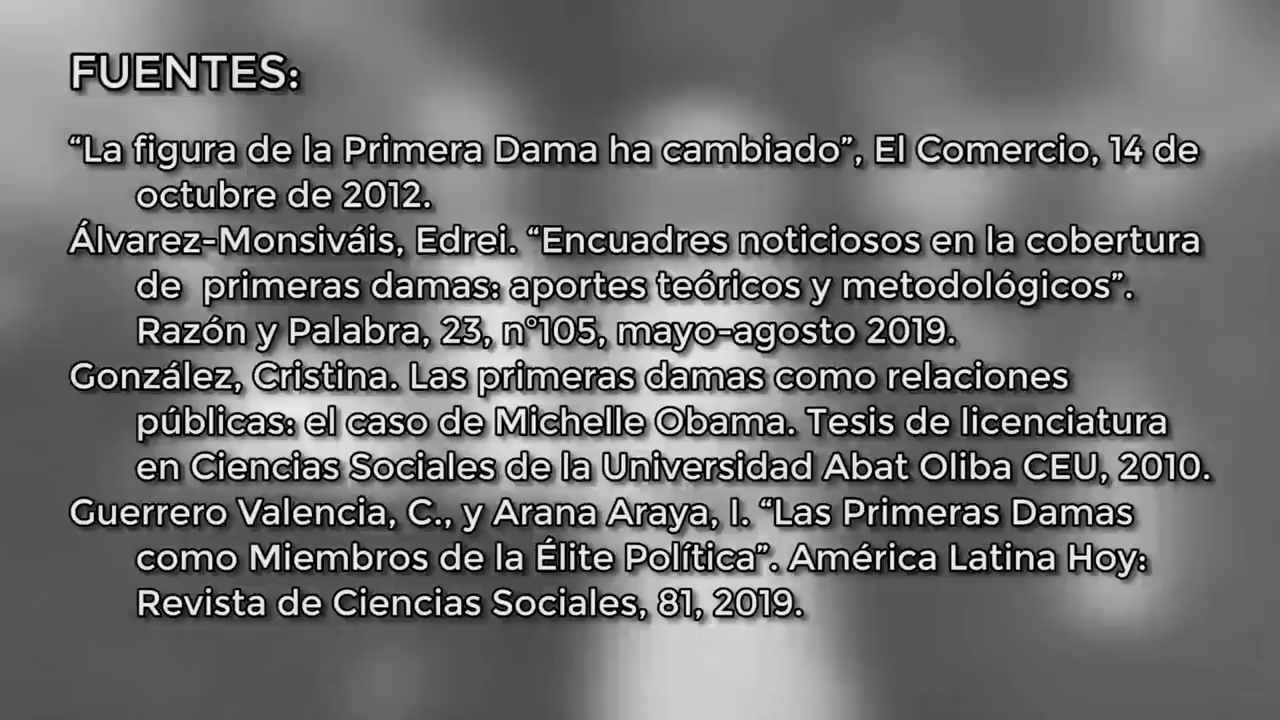 FUENTES:
“La figura de la Primera Dama ha cambiado”, El Comercio, 14 de
octubre de 2012.
Álvarez-Monsiváis, Edrei. “Encuadres noticiosos en la cobertura
de  primeras damas: aportes teóricos y metodológicos”.
Razón y Palabra, 23, n°105, mayo-agosto 2019.
González, Cristina. Las primeras damas como relaciones
públicas: el caso de Michelle Obama. Tesis de licenciatura
en Ciencias Sociales de la Universidad Abat Oliba CEU, 2010.
Guerrero Valencia, C., y Arana Araya, I. “Las Primeras Damas
como Miembros de la Élite Política”. América Latina Hoy:
Revista de Ciencias Sociales, 81, 2019.